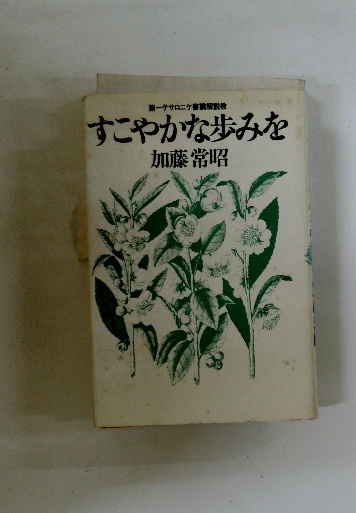 第一テサロニケ書講解説教
すこやかな歩みを
加藤常昭